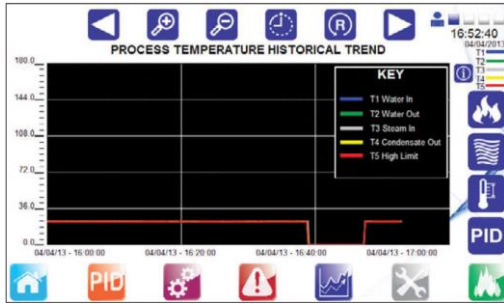 R
16:52:40
04/04/2013
PROCESS TEMPERATURE HISTORICAL TREND
T1
T2
T3
T4
T5
180.0
144.0
108.0
72.0
36.0
0.0
KEY
T1 Water In
T2 Water Out
T3 Steam In
T4 Condensate Out
T5 High Limit
04/04/13 - 16:00:00
04/04/13 - 16:20:00
04/04/13 - 16:40:00
04/04/13 - 17:00:00
PID
PID